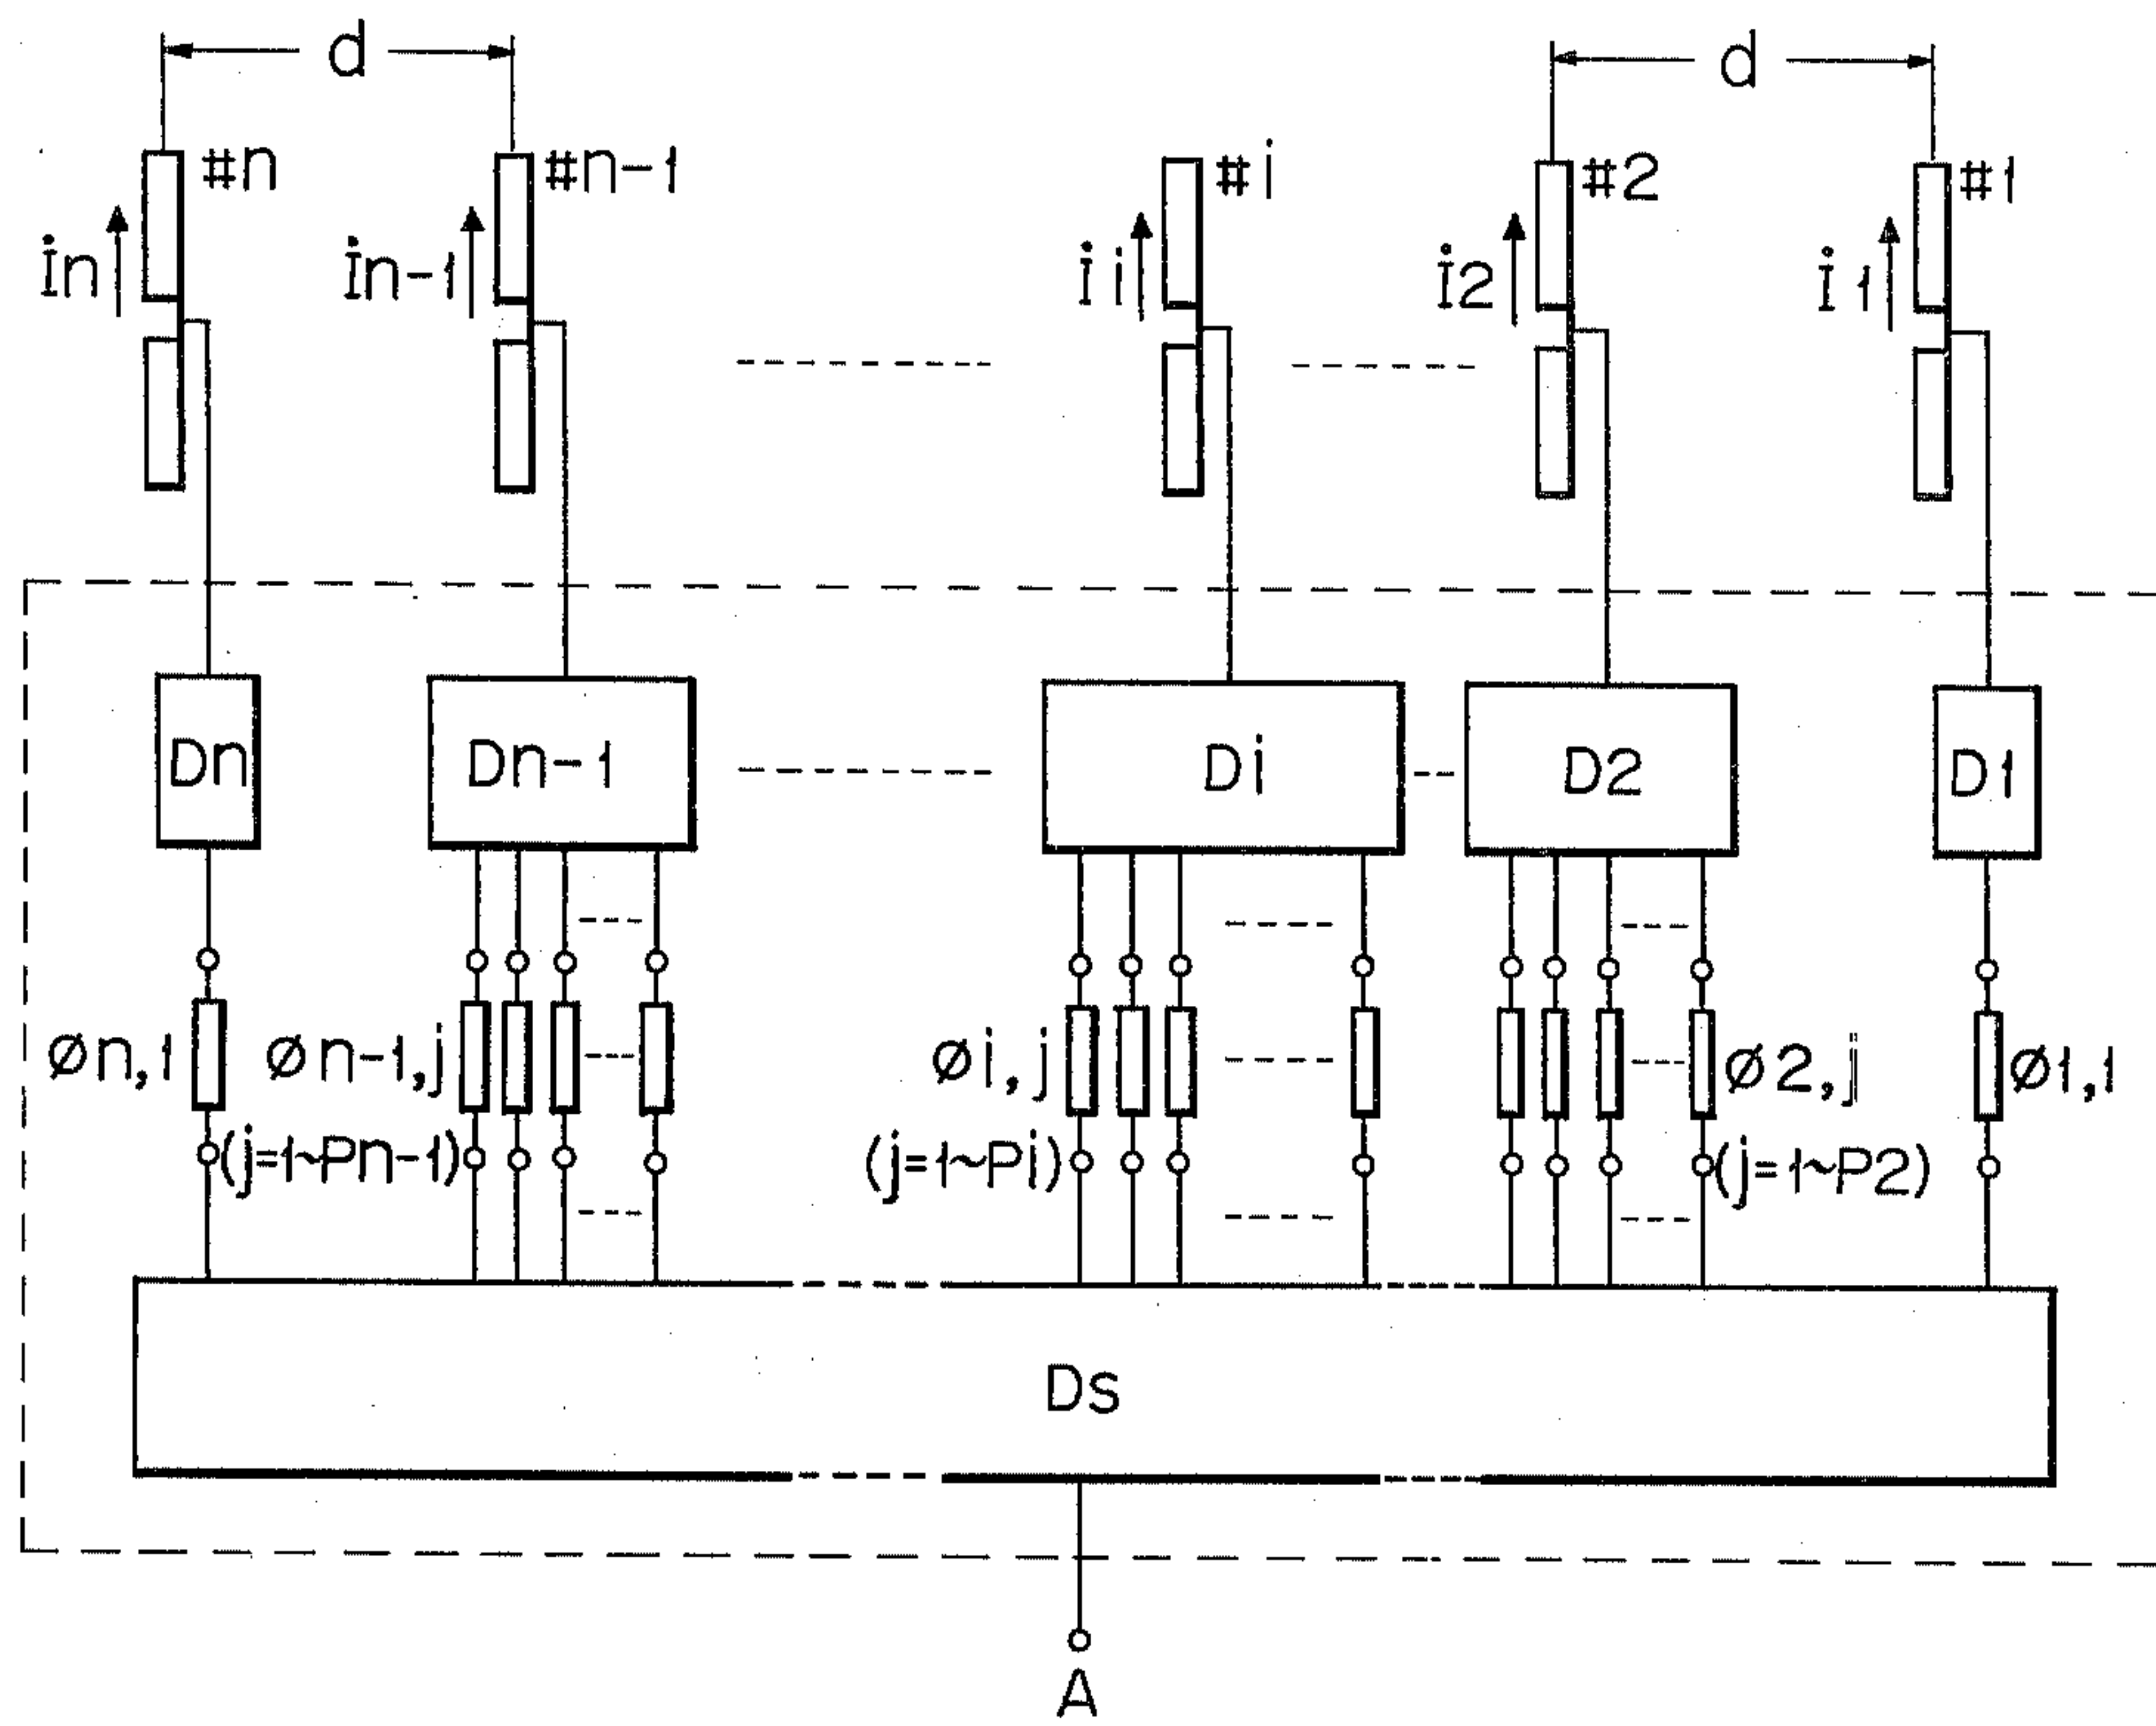 d d
#n #n-1 #i #2 #1
in in-1 ii i2 i1
Dn Dn-1 Di D2 D1
øn,1 øn-1,j øi,j ø2,j ø1,1
(j=1~Pn-1) (j=1~Pi) (j=1~P2)
Ds
A